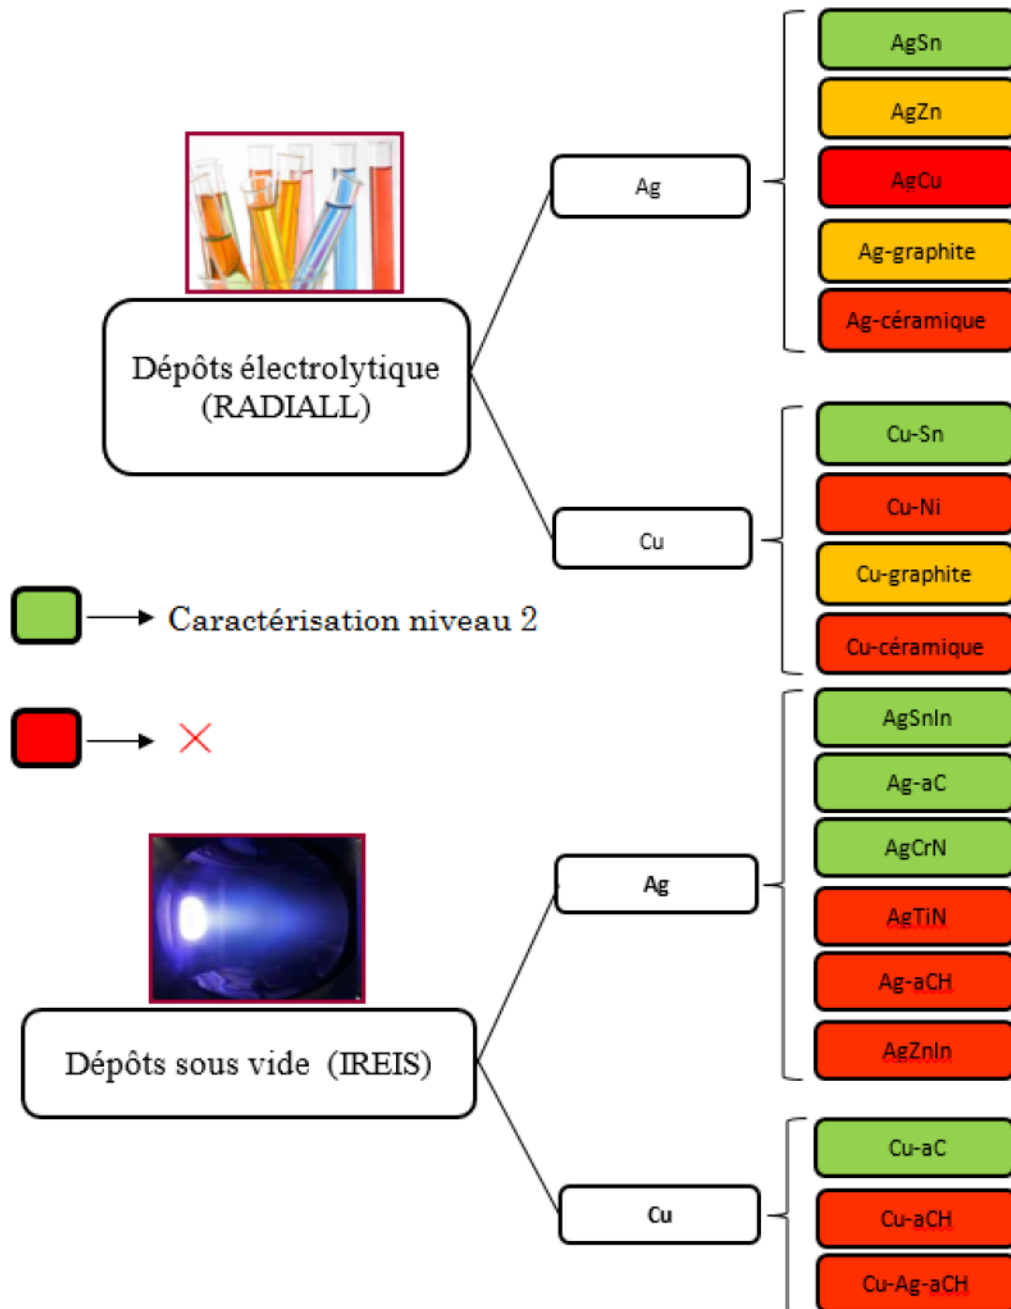 AgSn
AgZn
AgCu
Ag-graphite
Ag-céramique
Ag
Dépôts électrolytique
(RADIALL)
Cu-Sn
Cu-Ni
Cu-graphite
Cu-céramique
Cu
Caractérisation niveau 2
AgSnIn
Ag-aC
AgCrN
AgTiN
Ag-aCH
AgZnIn
Ag
Dépôts sous vide (IREIS)
Cu-aC
Cu-aCH
Cu-Ag-aCH
Cu